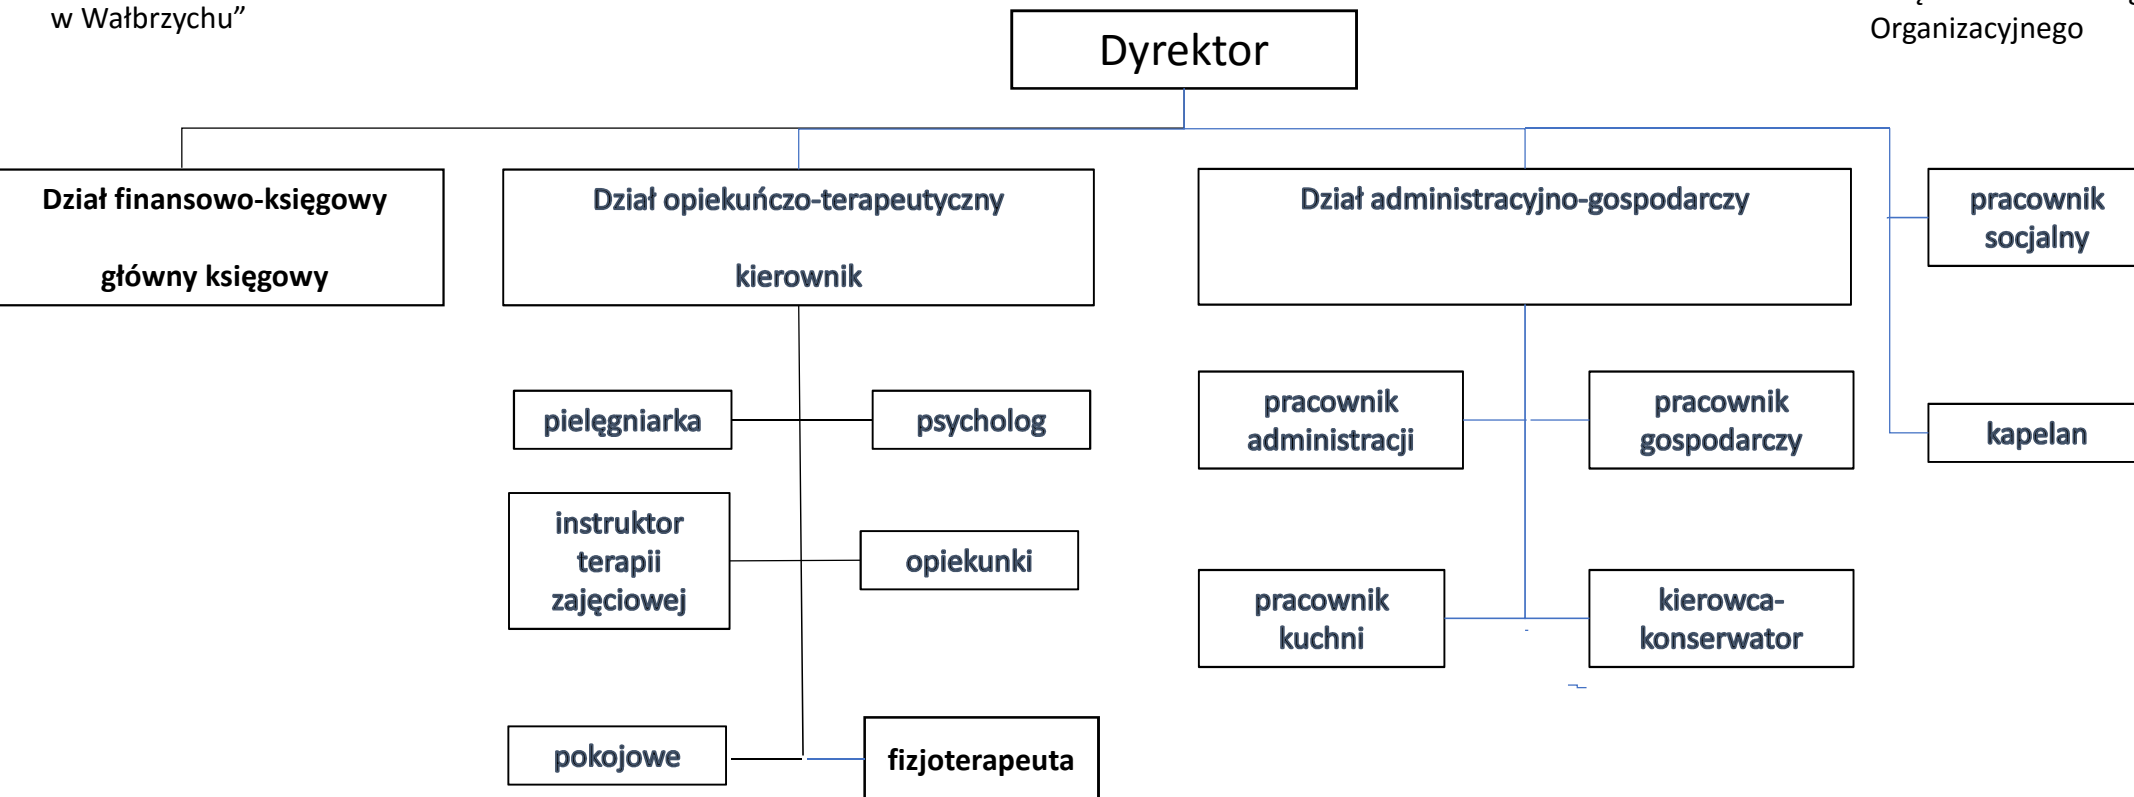 w Wałbrzychu”
Organizacyjnego
Dyrektor
Dział finansowo-księgowy
główny księgowy
Dział opiekuńczo-terapeutyczny
kierownik
Dział administracyjno-gospodarczy
pracownik
socjalny
pielęgniarka
psycholog
pracownik
administracji
pracownik
gospodarczy
kapelan
instruktor
terapii
zajęciowej
opiekunki
pracownik
kuchni
kierowca-
konserwator
pokojowe
fizjoterapeuta